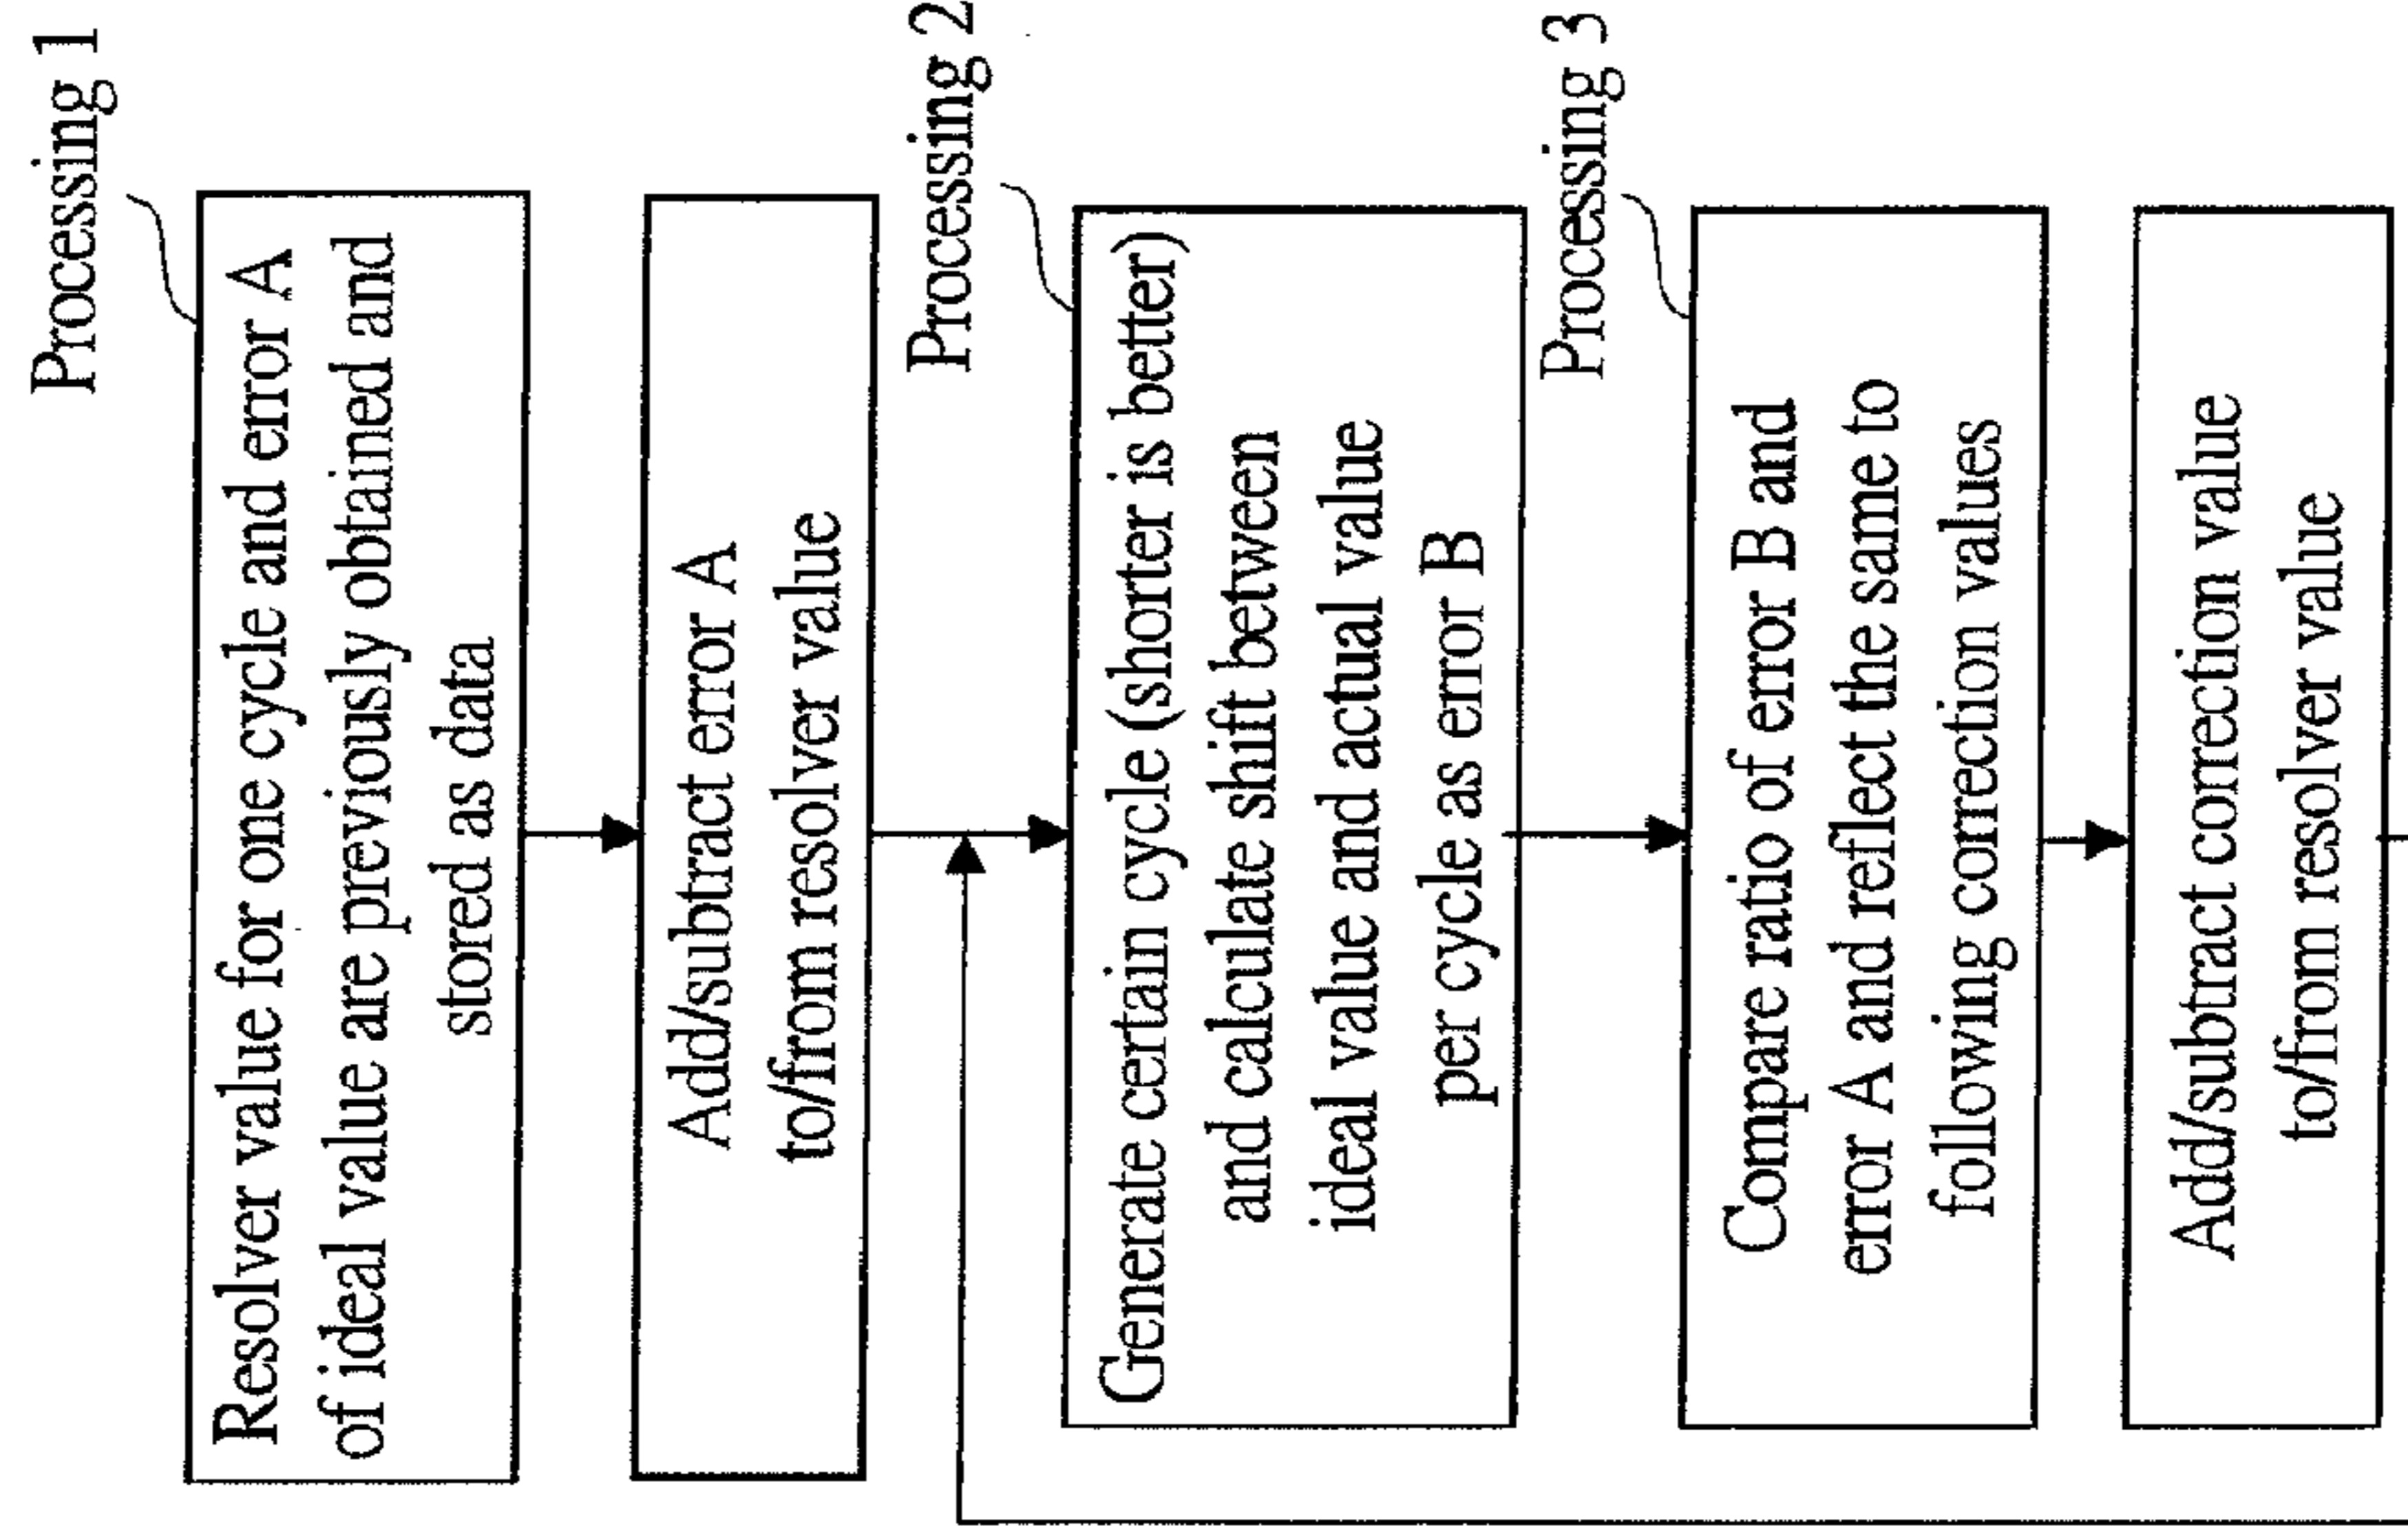 Processing 1
Resolver value for one cycle and error A
of ideal value are previously obtained and
stored as data
Add/subtract error A
to/from resolver value
Processing 2
Generate certain cycle (shorter is better)
and calculate shift between
ideal value and actual value
per cycle as error B
Processing 3
Compare ratio of error B and
error A and reflect the same to
following correction values
Add/subtract correction value
to/from resolver value